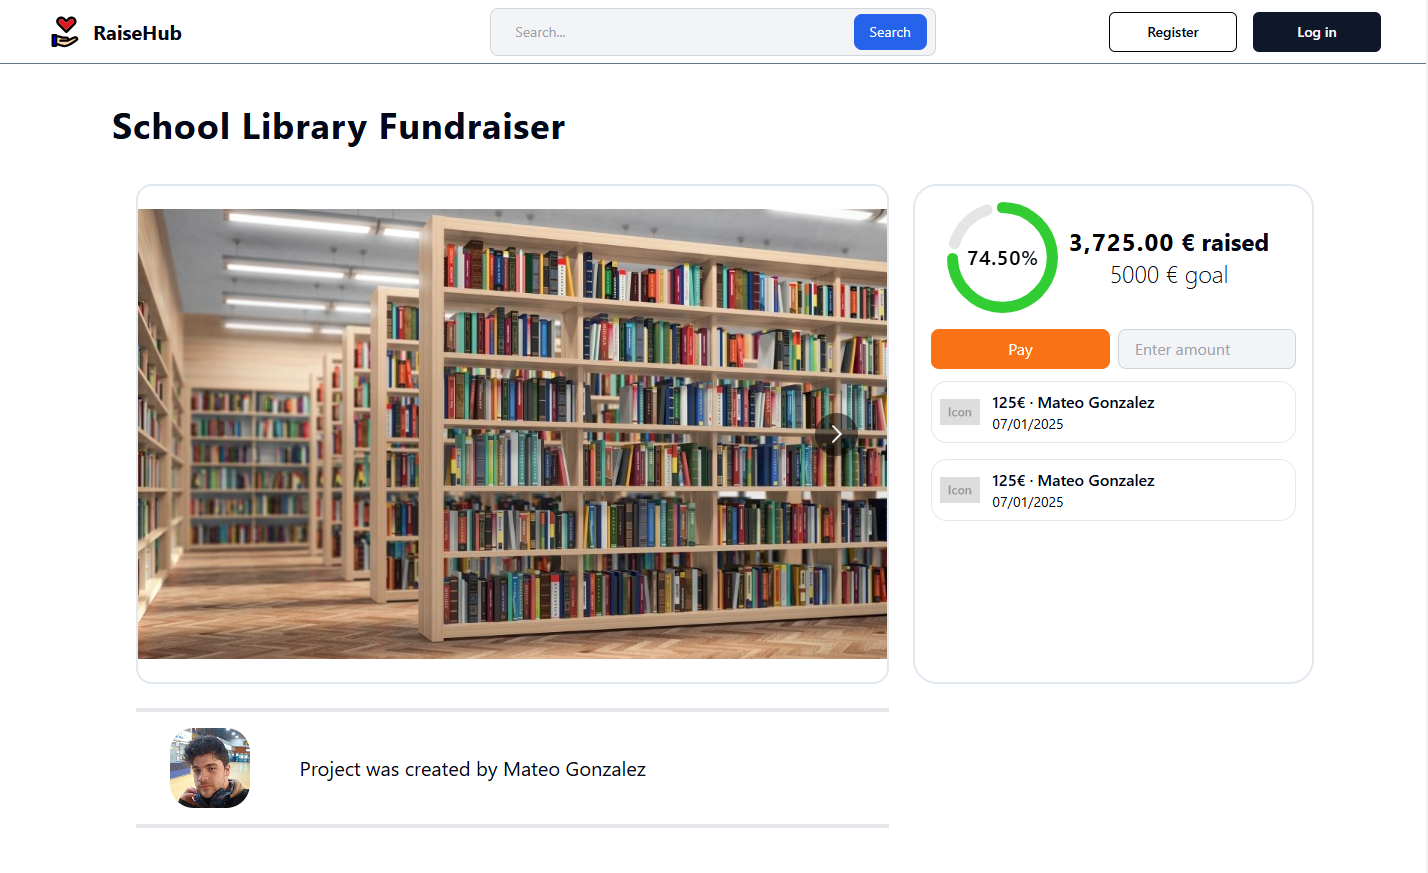 RaiseHub
Search...
Search
Register
Log in
School Library Fundraiser
74.50%
3,725.00 € raised
5000 € goal
Pay
Enter amount
Icon
125€ · Mateo Gonzalez
07/01/2025
Icon
125€ · Mateo Gonzalez
07/01/2025
Project was created by Mateo Gonzalez